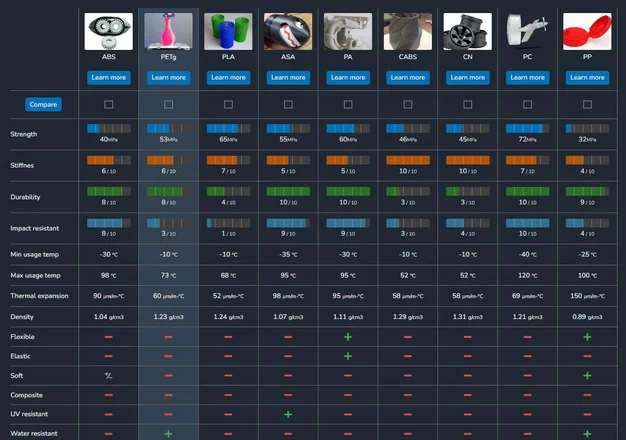 ABS PETg PLA ASA PA CABS CN PC PP
Learn more Learn more Learn more Learn more Learn more Learn more Learn more Learn more Learn more
Compare
Strength 40MPa 53MPa 65MPa 55MPa 60MPa 46MPa 45MPa 72MPa 32MPa
Stiffnes 6 / 10 6 / 10 7 / 10 5 / 10 5 / 10 10 / 10 10 / 10 7 / 10 4 / 10
Durability 8 / 10 8 / 10 4 / 10 10 / 10 10 / 10 3 / 10 3 / 10 10 / 10 9 / 10
Impact resistant 8 / 10 3 / 10 1 / 10 9 / 10 9 / 10 3 / 10 4 / 10 10 / 10 4 / 10
Min usage temp -30 °C -10 °C -10 °C -35 °C -30 °C -10 °C -10 °C -40 °C -25 °C
Max usage temp 98 °C 73 °C 68 °C 95 °C 95 °C 52 °C 52 °C 120 °C 100 °C
Thermal expansion 90 μm/m-°C 60 μm/m-°C 52 μm/m-°C 98 μm/m-°C 95 μm/m-°C 58 μm/m-°C 58 μm/m-°C 69 μm/m-°C 150 μm/m-°C
Density 1.04 g/cm3 1.23 g/cm3 1.24 g/cm3 1.07 g/cm3 1.11 g/cm3 1.29 g/cm3 1.31 g/cm3 1.21 g/cm3 0.89 g/cm3
Flexible − − − − + − − − +
Elastic − − − − + − − − −
Soft +/- − − − − − − − +
Composite − − − − − − − − −
UV resistant − − − + − − − − −
Water resistant − + − − − − − − +